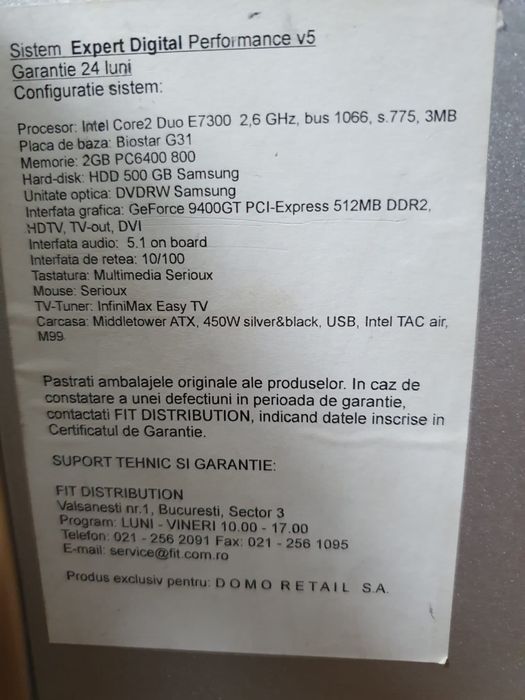 Sistem Expert Digital Performance v5
Garantie 24 luni
Configuratie sistem:
Procesor: Intel Core2 Duo E7300 2,6 GHz, bus 1066, s.775, 3MB
Placa de baza: Biostar G31
Memorie: 2GB PC6400 800
Hard-disk: HDD 500 GB Samsung
Unitate optica: DVDRW Samsung
Interfata grafica: GeForce 9400GT PCI-Express 512MB DDR2,
HDTV, TV-out, DVI
Interfata audio: 5.1 on board
Interfata de retea: 10/100
Tastatura: Multimedia Serioux
Mouse: Serioux
TV-Tuner: InfiniMax Easy TV
Carcasa: Middletower ATX, 450W silver&black, USB, Intel TAC air,
M99
Pastrati ambalajele originale ale produselor. In caz de
constatare a unei defectiuni in perioada de garantie,
contactati FIT DISTRIBUTION, indicand datele inscrise in
Certificatul de Garantie.
SUPORT TEHNIC SI GARANTIE:
FIT DISTRIBUTION
Valsanesti nr.1, Bucuresti, Sector 3
Program: LUNI - VINERI 10.00 - 17.00
Telefon: 021 - 256 2091 Fax: 021 - 256 1095
E-mail: service@fit.com.ro
Produs exclusiv pentru: DOMO RETAIL S.A.